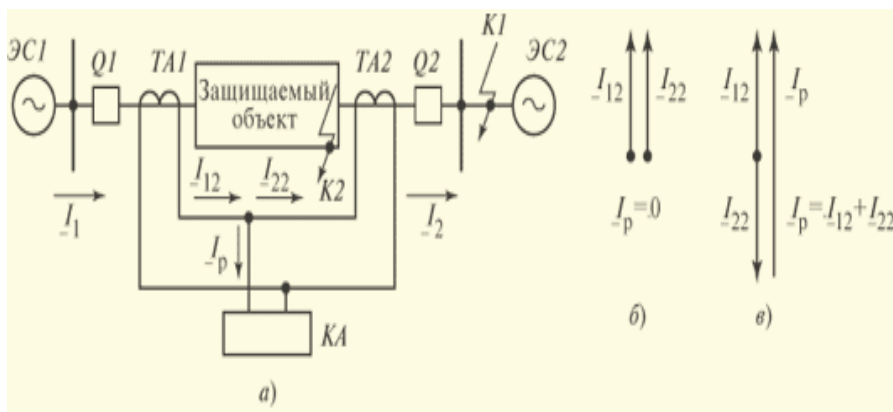 ЭС1
Q1
TA1
TA2
Q2
K1
ЭС2
Защищаемый
объект
I12
I22
K2
I1
I2
Iр
KA
а)
I12
I22
Iр=0
б)
I12
Iр
I22
Iр=I12+I22
в)